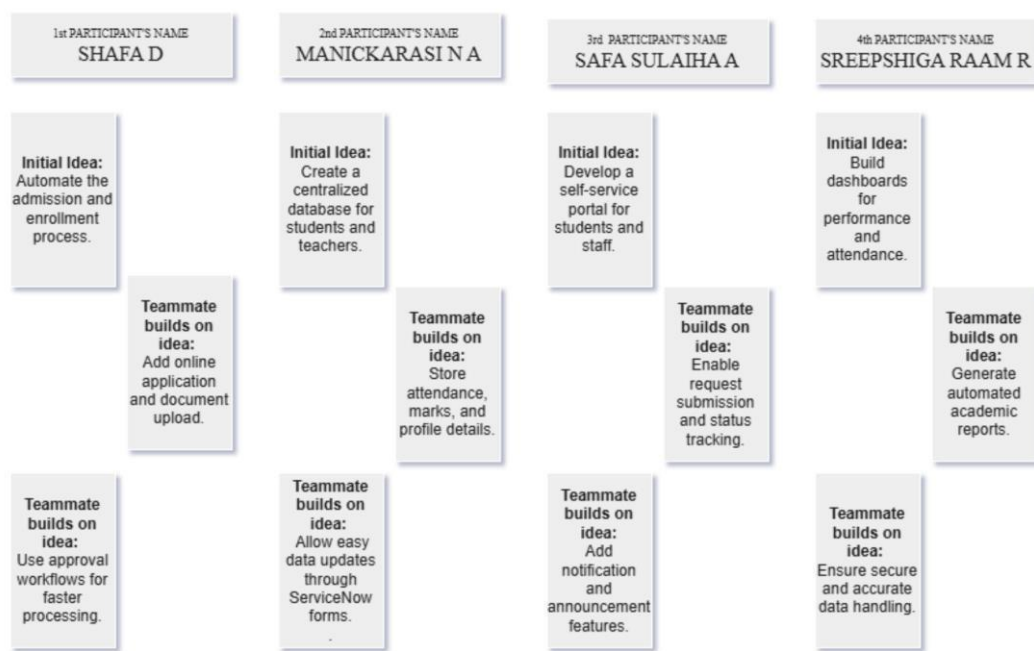 1st PARTICIPANT'S NAME
SHAFA D
2nd PARTICIPANT'S NAME
MANICKARASI N A
3rd PARTICIPANT'S NAME
SAFA SULAIHA A
4th PARTICIPANT'S NAME
SREEPSHIGA RAAM R
Initial Idea:
Automate the
admission and
enrollment
process.
Initial Idea:
Create a
centralized
database for
students and
teachers.
Initial Idea:
Develop a
self-service
portal for
students and
staff.
Initial Idea:
Build
dashboards
for
performance
and
attendance.
Teammate
builds on
idea:
Add online
application
and document
upload.
Teammate
builds on
idea:
Store
attendance,
marks, and
profile details.
Teammate
builds on
idea:
Enable
request
submission
and status
tracking.
Teammate
builds on
idea:
Generate
automated
academic
reports.
Teammate
builds on
idea:
Use approval
workflows for
faster
processing.
Teammate
builds on
idea:
Allow easy
data updates
through
ServiceNow
forms.
.
Teammate
builds on
idea:
Add
notification
and
announcement
features.
Teammate
builds on
idea:
Ensure secure
and accurate
data handling.